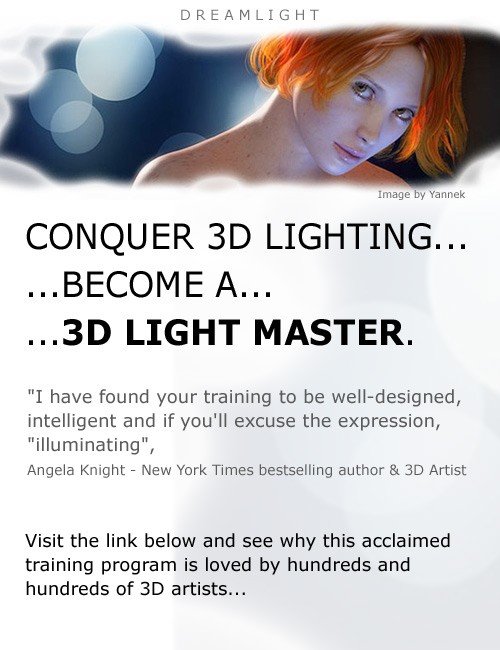 DREAMLIGHT
Image by Yannek
CONQUER 3D LIGHTING...
...BECOME A...
...3D LIGHT MASTER.
"I have found your training to be well-designed,
intelligent and if you'll excuse the expression,
"illuminating",
Angela Knight - New York Times bestselling author & 3D Artist
Visit the link below and see why this acclaimed
training program is loved by hundreds and
hundreds of 3D artists...